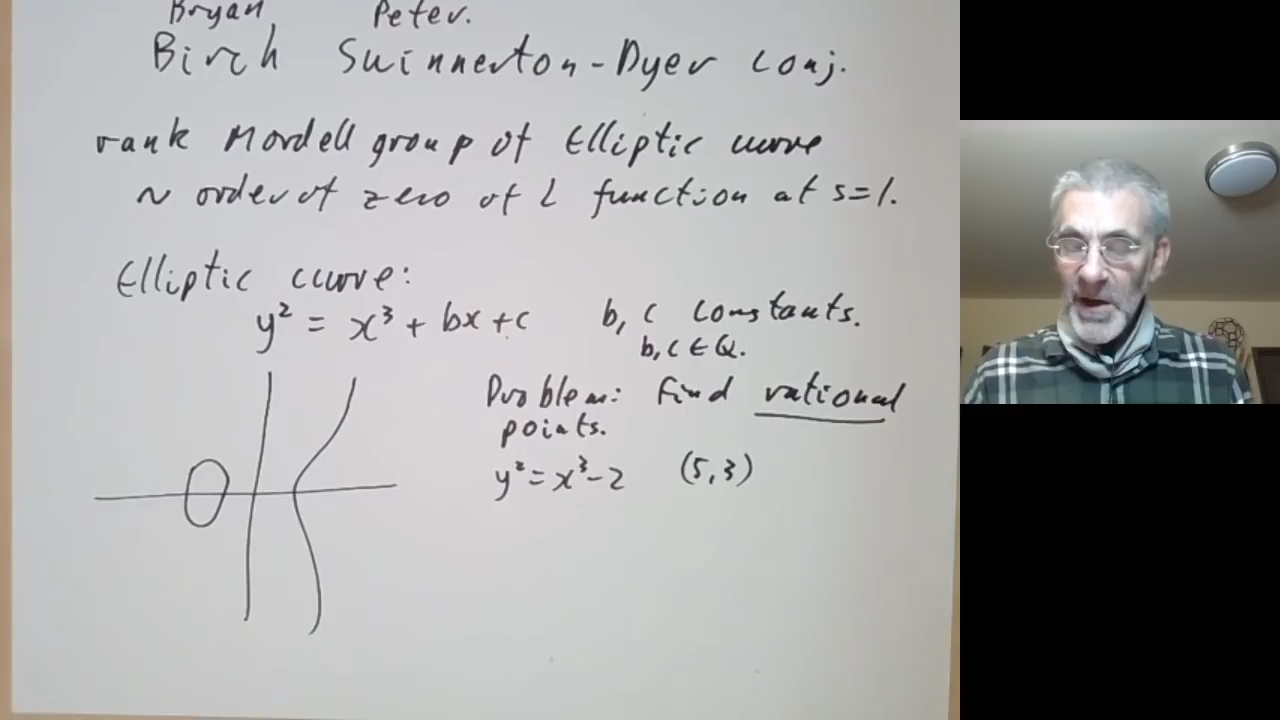 Bryan Peter.
Birch Swinnerton-Dyer conj.
rank Mordell group of Elliptic curve
~ order of zero of L function at s=1.
Elliptic curve:
y² = x³ + bx + c b, c constants.
b, c ∈ Q.
Problem: Find rational
points.
y² = x³ - 2 (5,3)